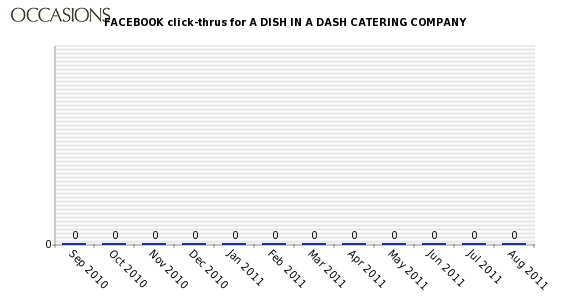 OCCASIONS
FACEBOOK click-thrus for A DISH IN A DASH CATERING COMPANY
0 0 0 0 0 0 0 0 0 0 0 0
0
Sep 2010 Oct 2010 Nov 2010 Dec 2010 Jan 2011 Feb 2011 Mar 2011 Apr 2011 May 2011 Jun 2011 Jul 2011 Aug 2011